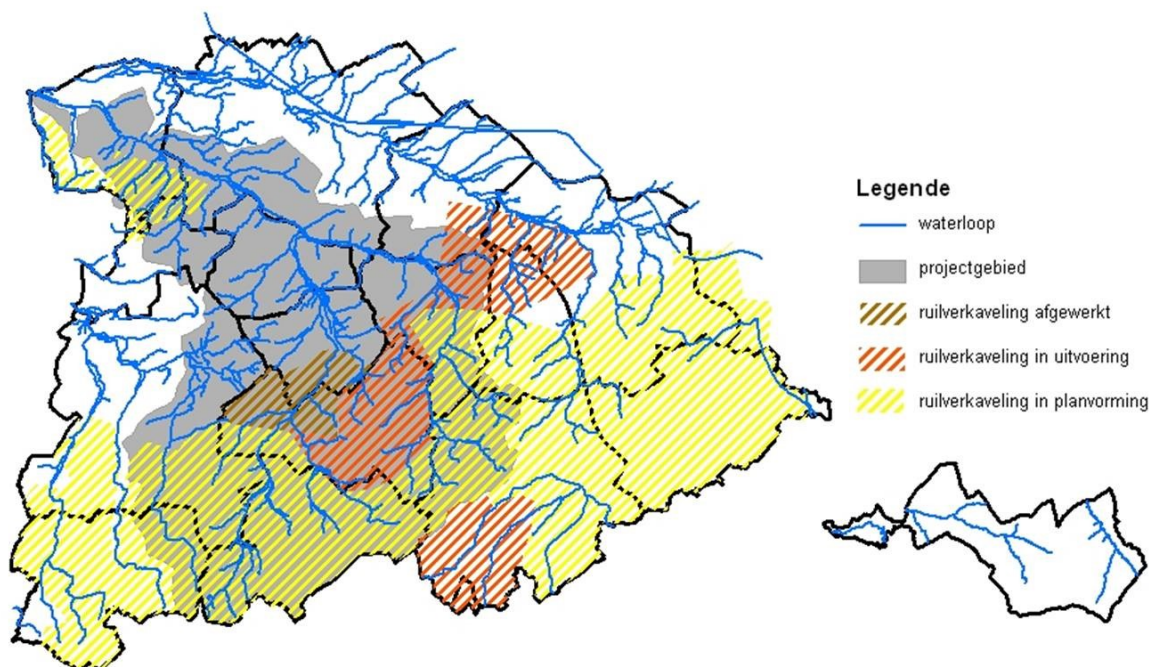 Legende
waterloop
projectgebied
ruilverkaveling afgewerkt
ruilverkaveling in uitvoering
ruilverkaveling in planvorming